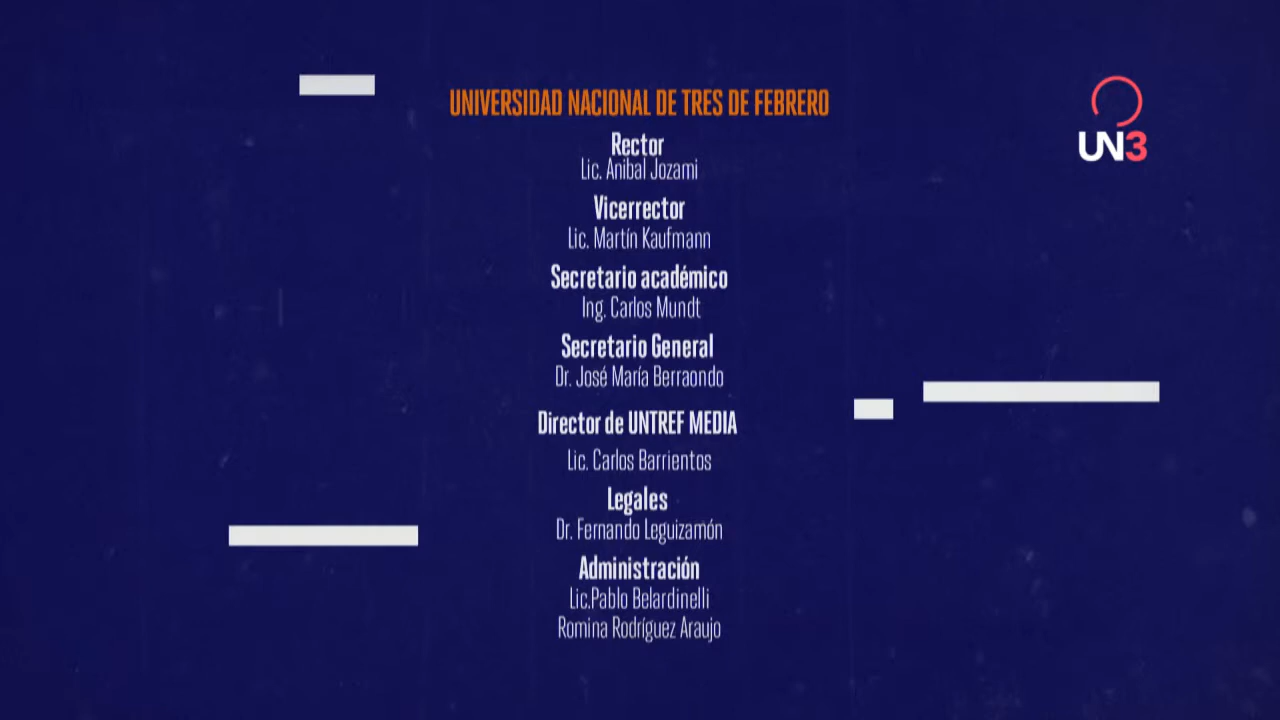 UNIVERSIDAD NACIONAL DE TRES DE FEBRERO
Rector
Lic. Anibal Jozami
Vicerrector
Lic. Martín Kaufmann
Secretario académico
Ing. Carlos Mundt
Secretario General
Dr. José María Berraondo
Director de UNTREF MEDIA
Lic. Carlos Barrientos
Legales
Dr. Fernando Leguizamón
Administración
Lic.Pablo Belardinelli
Romina Rodríguez Araujo
UN3